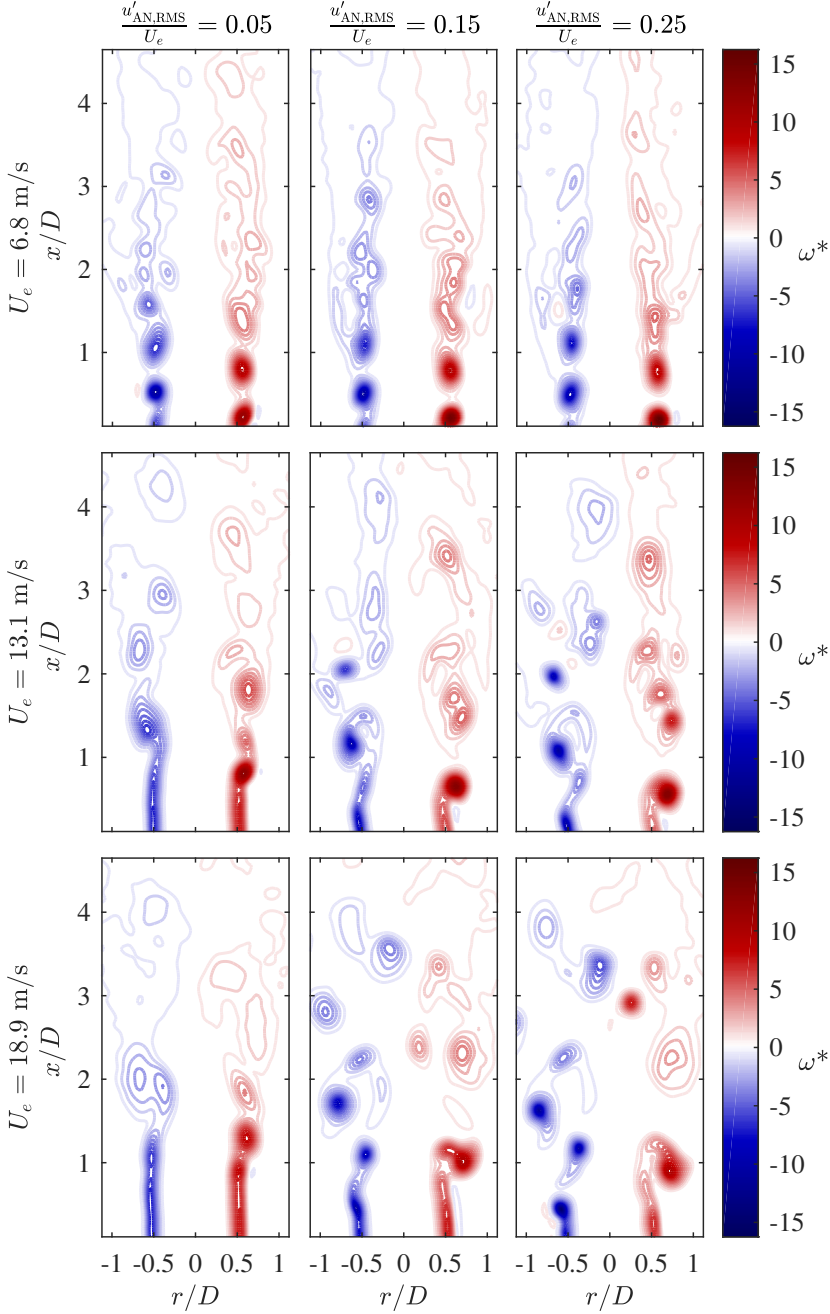 u′AN,RMS/Ue = 0.05 u′AN,RMS/Ue = 0.15 u′AN,RMS/Ue = 0.25
Ue = 6.8 m/s
x/D
4
3
2
1
15
10
5
0
-5
-10
-15
ω*
Ue = 13.1 m/s
x/D
4
3
2
1
15
10
5
0
-5
-10
-15
ω*
Ue = 18.9 m/s
x/D
4
3
2
1
15
10
5
0
-5
-10
-15
ω*
-1 -0.5 0 0.5 1 -1 -0.5 0 0.5 1 -1 -0.5 0 0.5 1
r/D r/D r/D